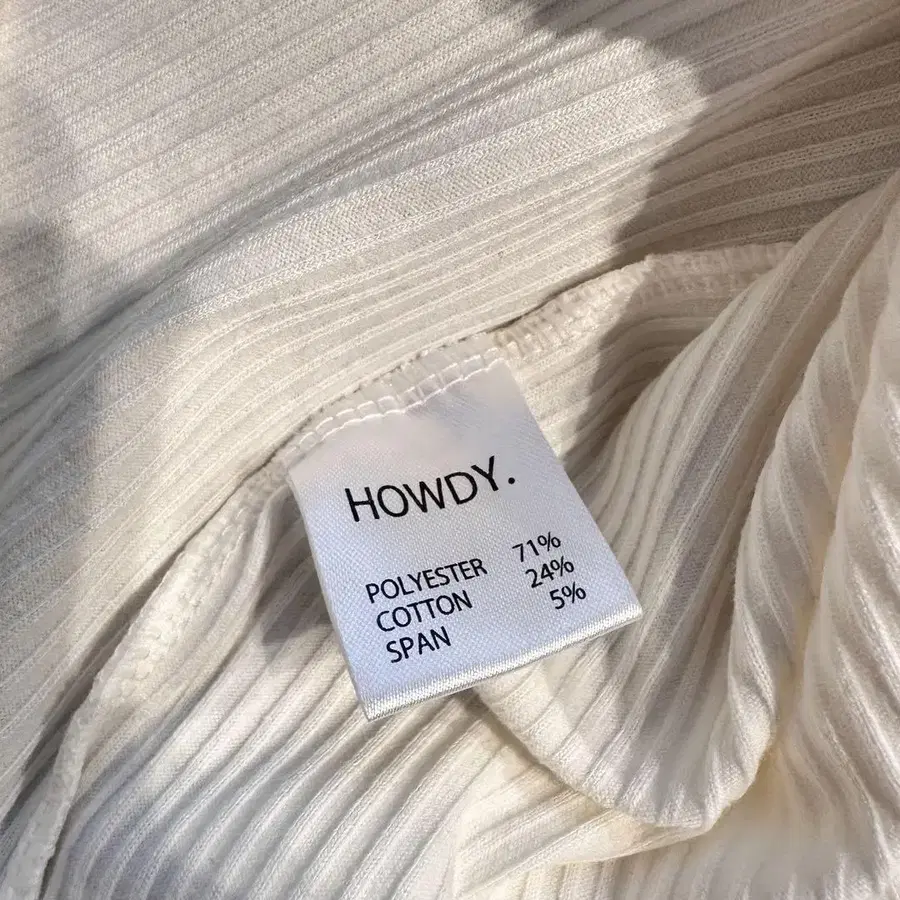 HOWDY.
POLYESTER 71%
COTTON 24%
SPAN 5%